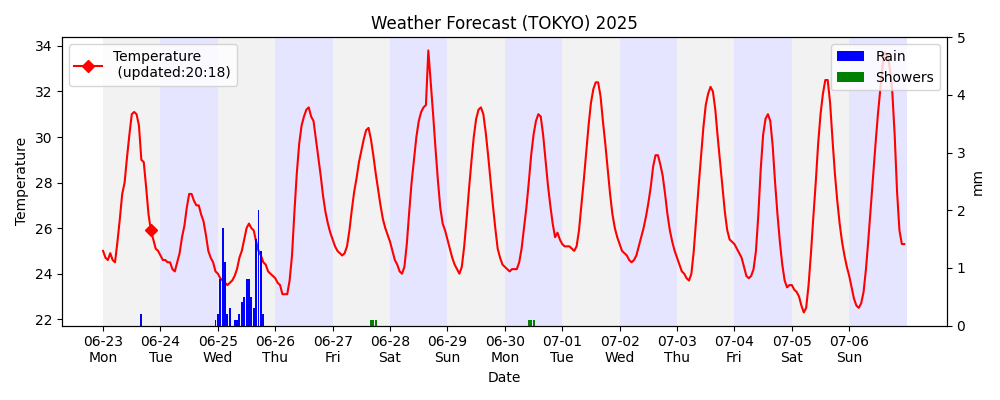 Weather Forecast (TOKYO) 2025
Temperature
(updated:20:18)
Rain
Showers
34
32
30
28
26
24
22
Temperature
5
4
3
2
1
0
mm
06-23 06-24 06-25 06-26 06-27 06-28 06-29 06-30 07-01 07-02 07-03 07-04 07-05 07-06
Mon Tue Wed Thu Fri Sat Sun Mon Tue Wed Thu Fri Sat Sun
Date